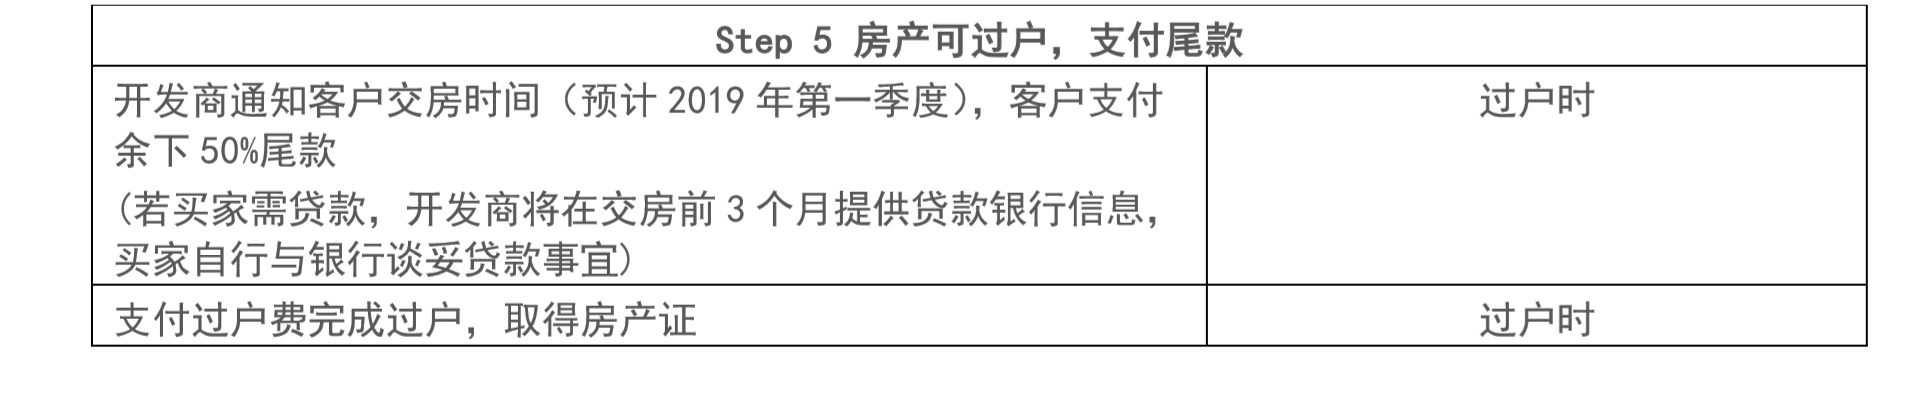 Step 5 房产可过户，支付尾款
开发商通知客户交房时间（预计 2019 年第一季度），客户支付
过户时
余下 50%尾款
(若买家需贷款，开发商将在交房前 3 个月提供贷款银行信息，
买家自行与银行谈妥贷款事宜)
支付过户费完成过户，取得房产证
过户时